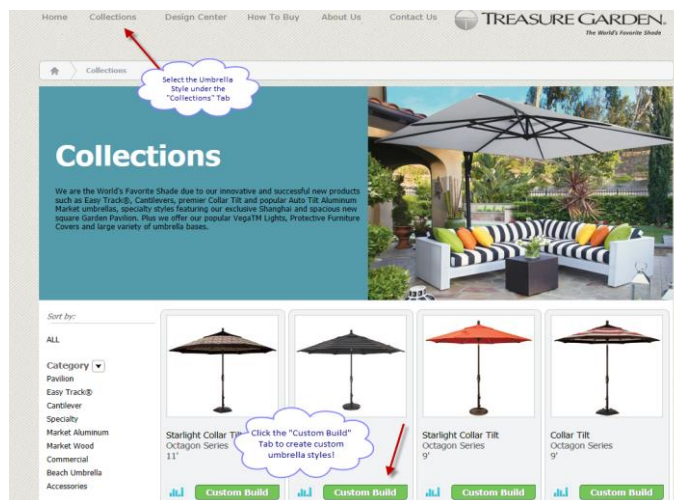 Home Collections Design Center How To Buy About Us Contact Us
TREASURE GARDEN.
The World's Favorite Shade
Collections
Select the Umbrella
Style under the
"Collections" Tab
Collections
We are the World's Favorite Shade due to our innovative and successful new products
such as Easy Track®, Cantilevers, premier Collar Tilt and popular Auto Tilt Aluminum
Market umbrellas, specialty styles featuring our exclusive Shanghai and spacious new
square Garden Pavilion. Plus we offer our popular VegaTM Lights, Protective Furniture
Covers and large variety of umbrella bases.
Sort by:
ALL
Category
Pavilion
Easy Track®
Cantilever
Specialty
Market Aluminum
Market Wood
Commercial
Beach Umbrella
Accessories
Starlight Collar Tilt
Octagon Series
11'
Custom Build
Click the "Custom Build"
Tab to create custom
umbrella styles!
Custom Build
Starlight Collar Tilt
Octagon Series
9'
Custom Build
Collar Tilt
Octagon Series
9'
Custom Build